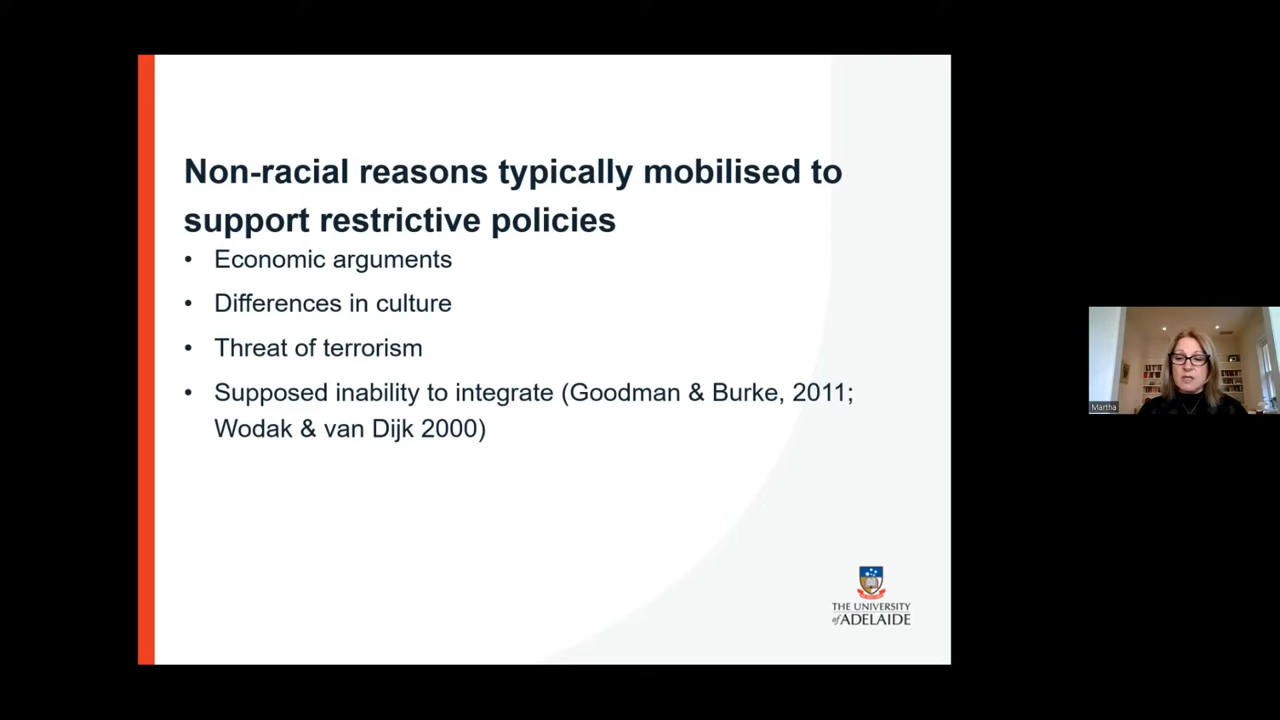 Non-racial reasons typically mobilised to
support restrictive policies
• Economic arguments
• Differences in culture
• Threat of terrorism
• Supposed inability to integrate (Goodman & Burke, 2011;
Wodak & van Dijk 2000)
THE UNIVERSITY
of ADELAIDE
Martha